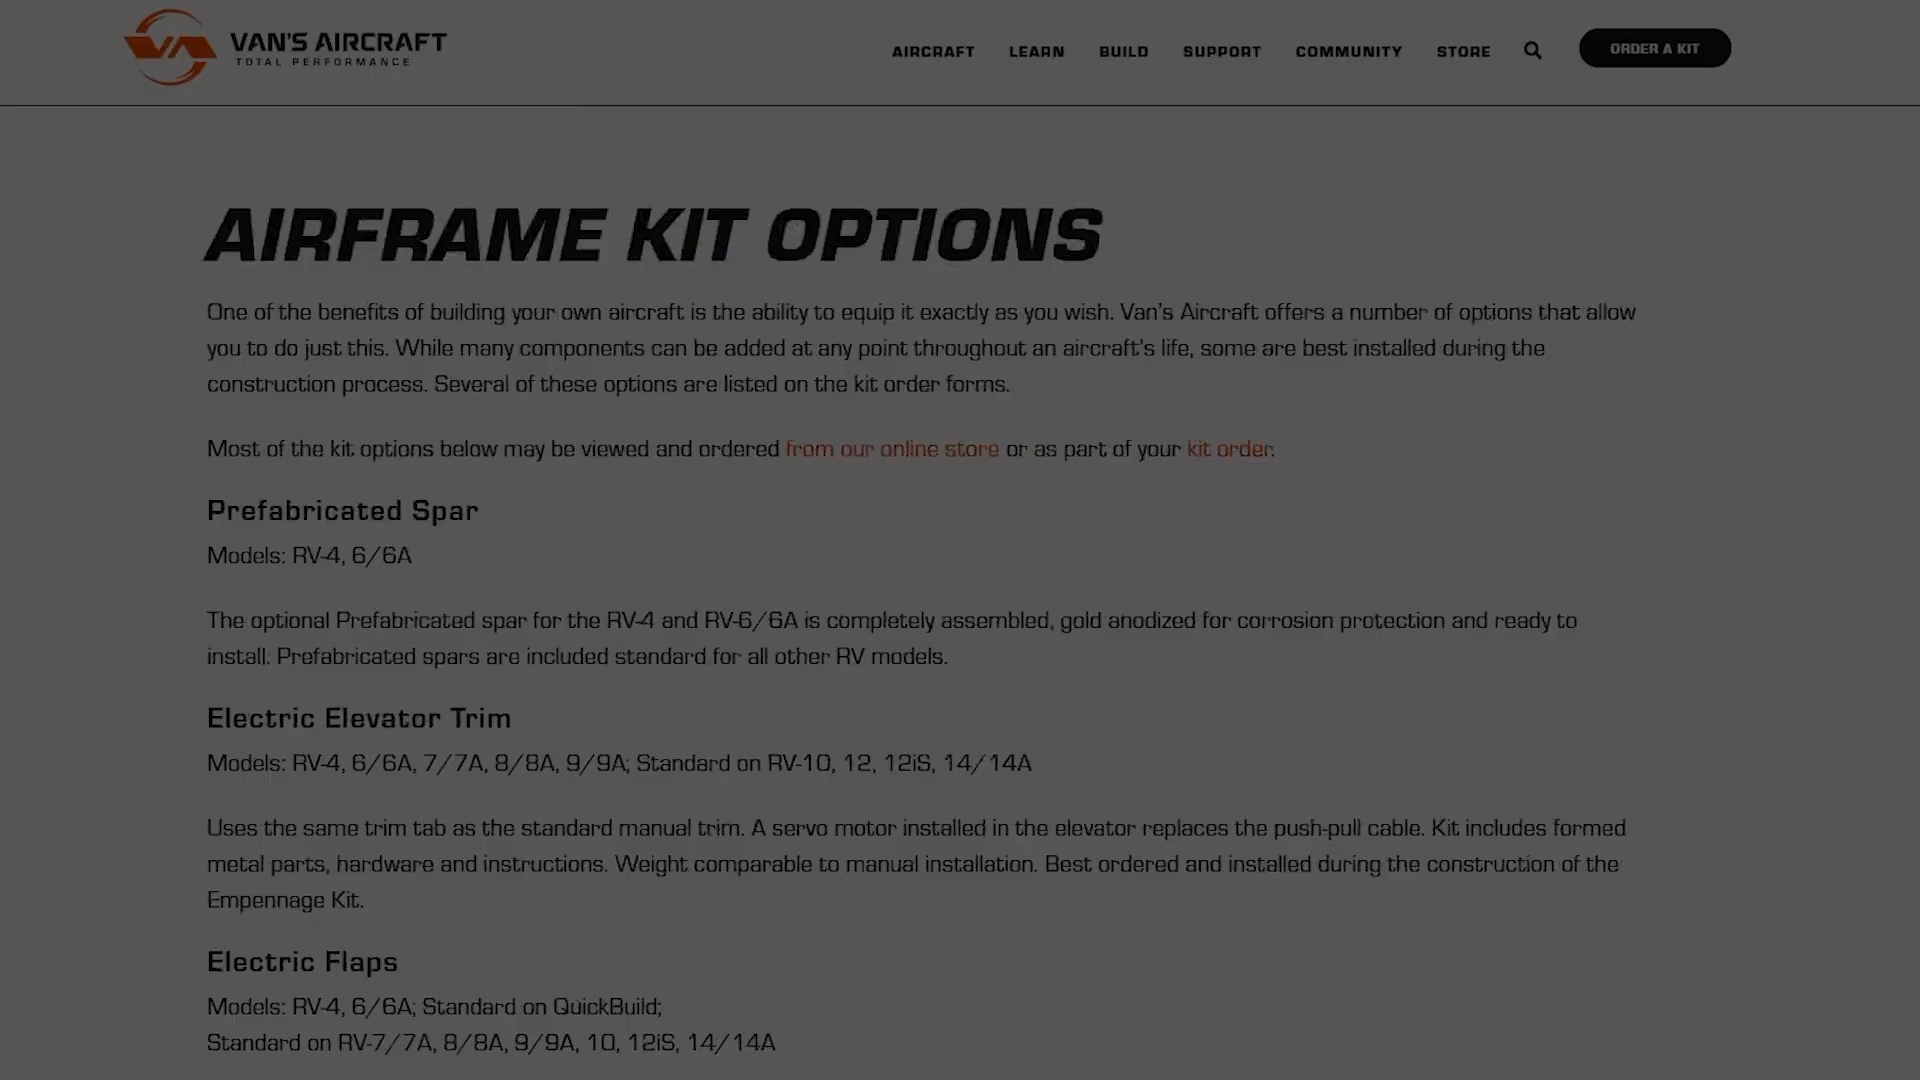 VAN'S AIRCRAFT
TOTAL PERFORMANCE
AIRCRAFT LEARN BUILD SUPPORT COMMUNITY STORE ORDER A KIT
AIRFRAME KIT OPTIONS
One of the benefits of building your own aircraft is the ability to equip it exactly as you wish. Van's Aircraft offers a number of options that allow
you to do just this. While many components can be added at any point throughout an aircraft's life, some are best installed during the
construction process. Several of these options are listed on the kit order forms.
Most of the kit options below may be viewed and ordered from our online store or as part of your kit order.
Prefabricated Spar
Models: RV-4, 6/6A
The optional Prefabricated spar for the RV-4 and RV-6/6A is completely assembled, gold anodized for corrosion protection and ready to
install. Prefabricated spars are included standard for all other RV models.
Electric Elevator Trim
Models: RV-4, 6/6A, 7/7A, 8/8A, 9/9A; Standard on RV-10, 12, 12iS, 14/14A
Uses the same trim tab as the standard manual trim. A servo motor installed in the elevator replaces the push-pull cable. Kit includes formed
metal parts, hardware and instructions. Weight comparable to manual installation. Best ordered and installed during the construction of the
Empennage Kit.
Electric Flaps
Models: RV-4, 6/6A; Standard on QuickBuild;
Standard on RV-7/7A, 8/8A, 9/9A, 10, 12iS, 14/14A